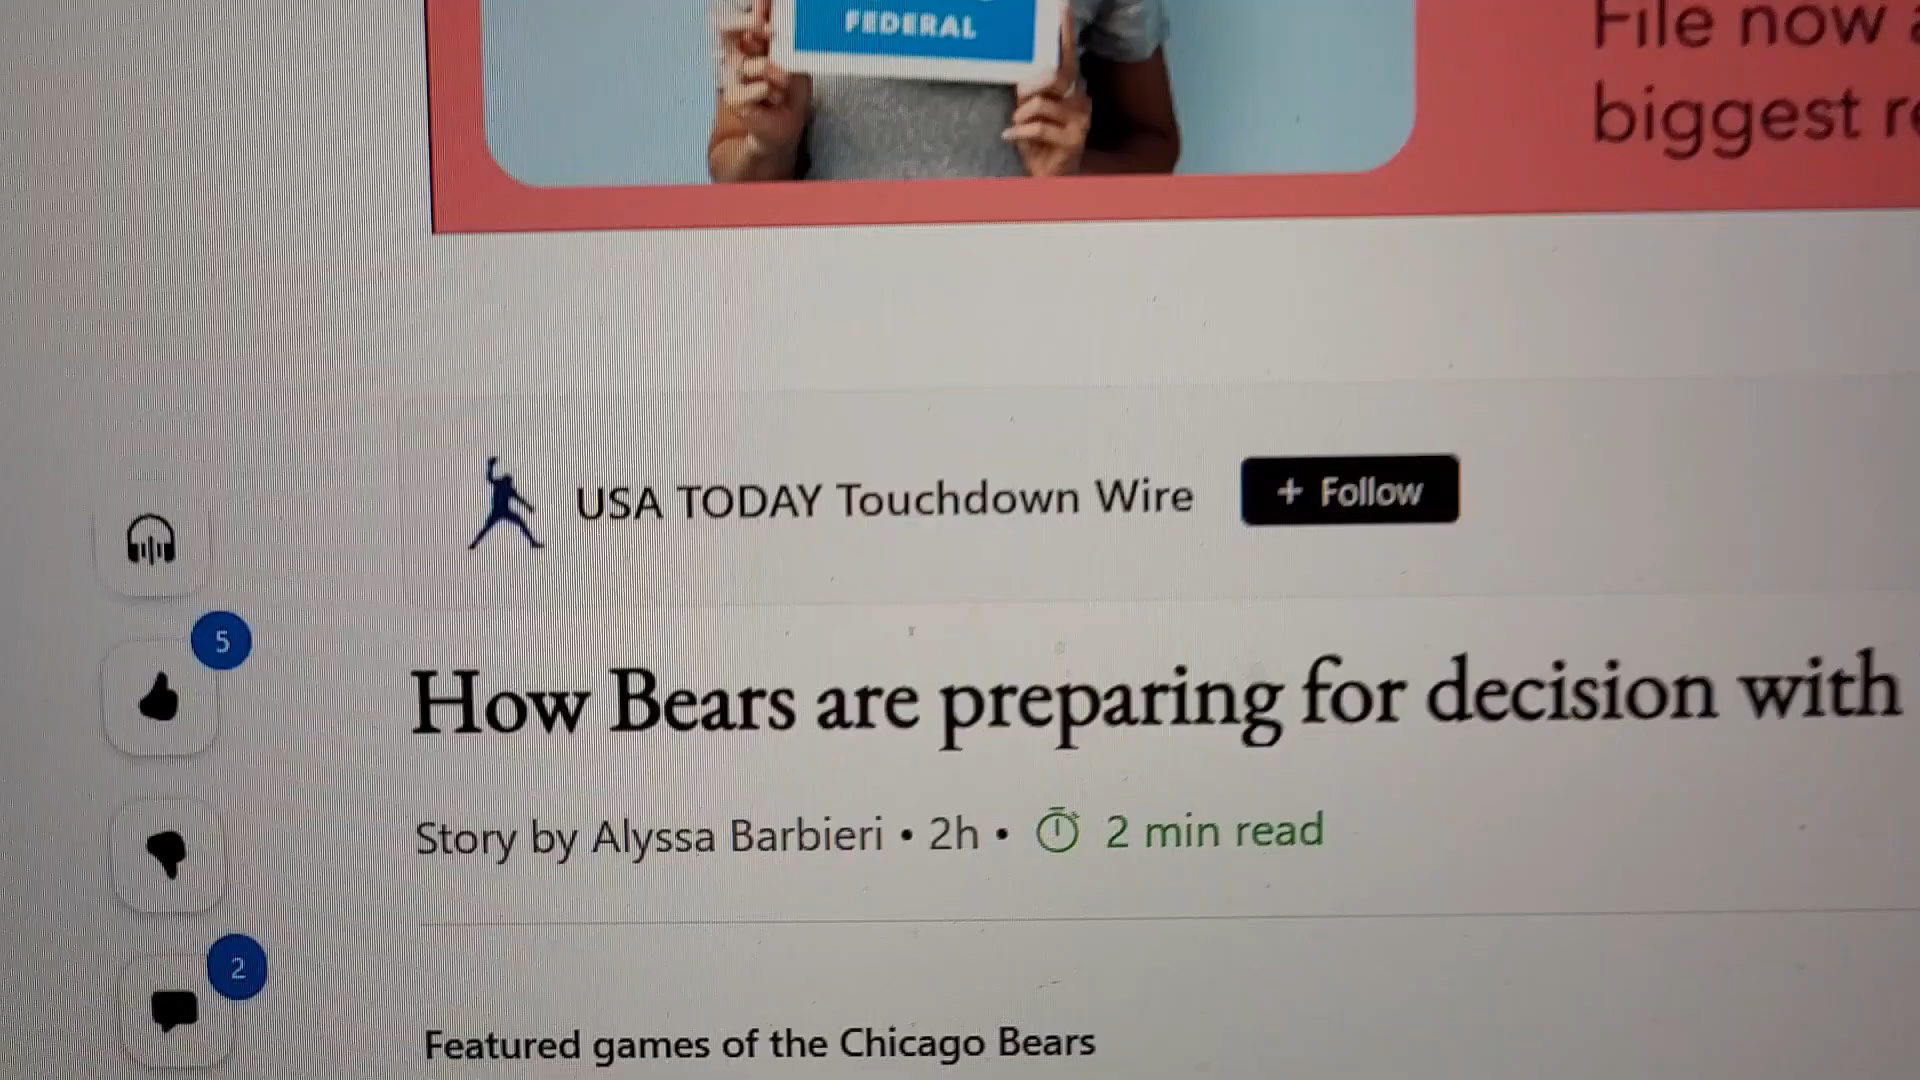 FEDERAL
File now
biggest
USA TODAY Touchdown Wire
+ Follow
5
How Bears are preparing for decision with
Story by Alyssa Barbieri • 2h • 2 min read
2
Featured games of the Chicago Bears